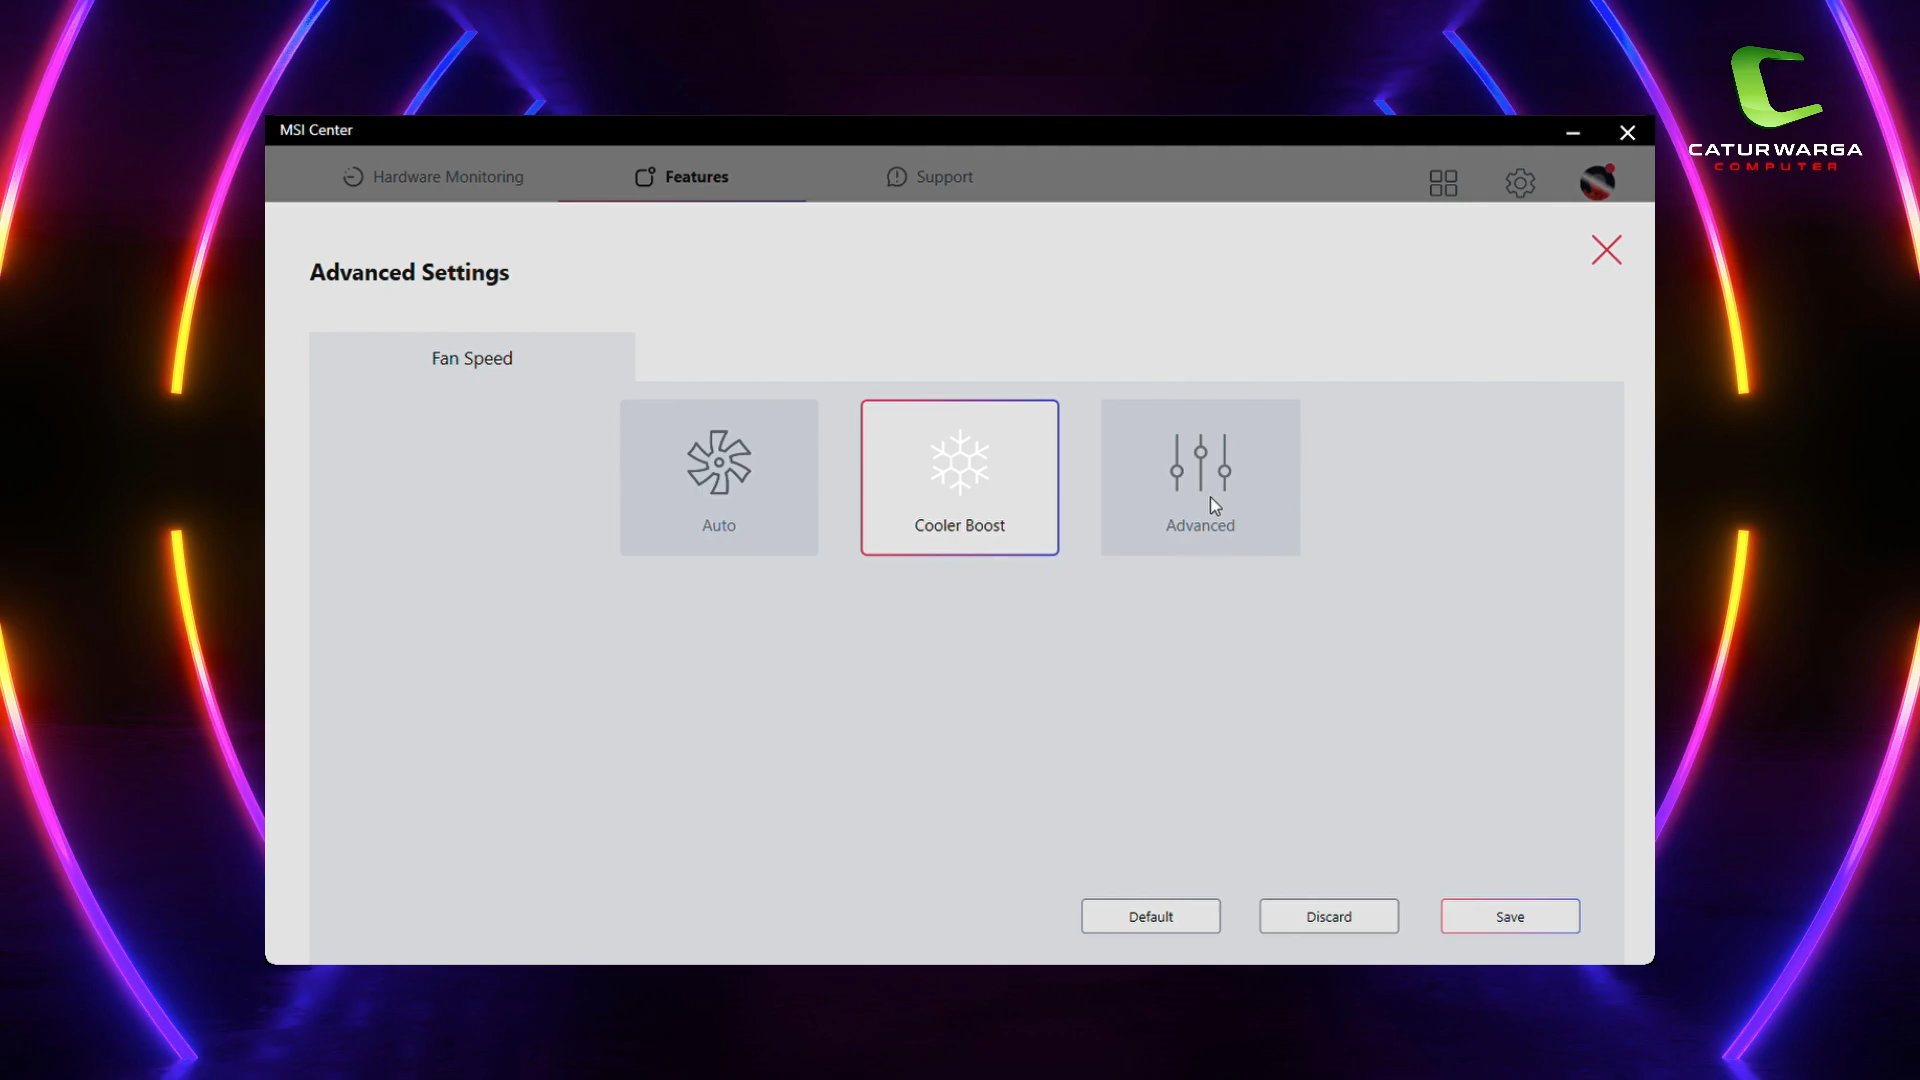 MSI Center
CATURWARGA
COMPUTER
Hardware Monitoring
Features
Support
Advanced Settings
Fan Speed
Auto
Cooler Boost
Advanced
Default
Discard
Save